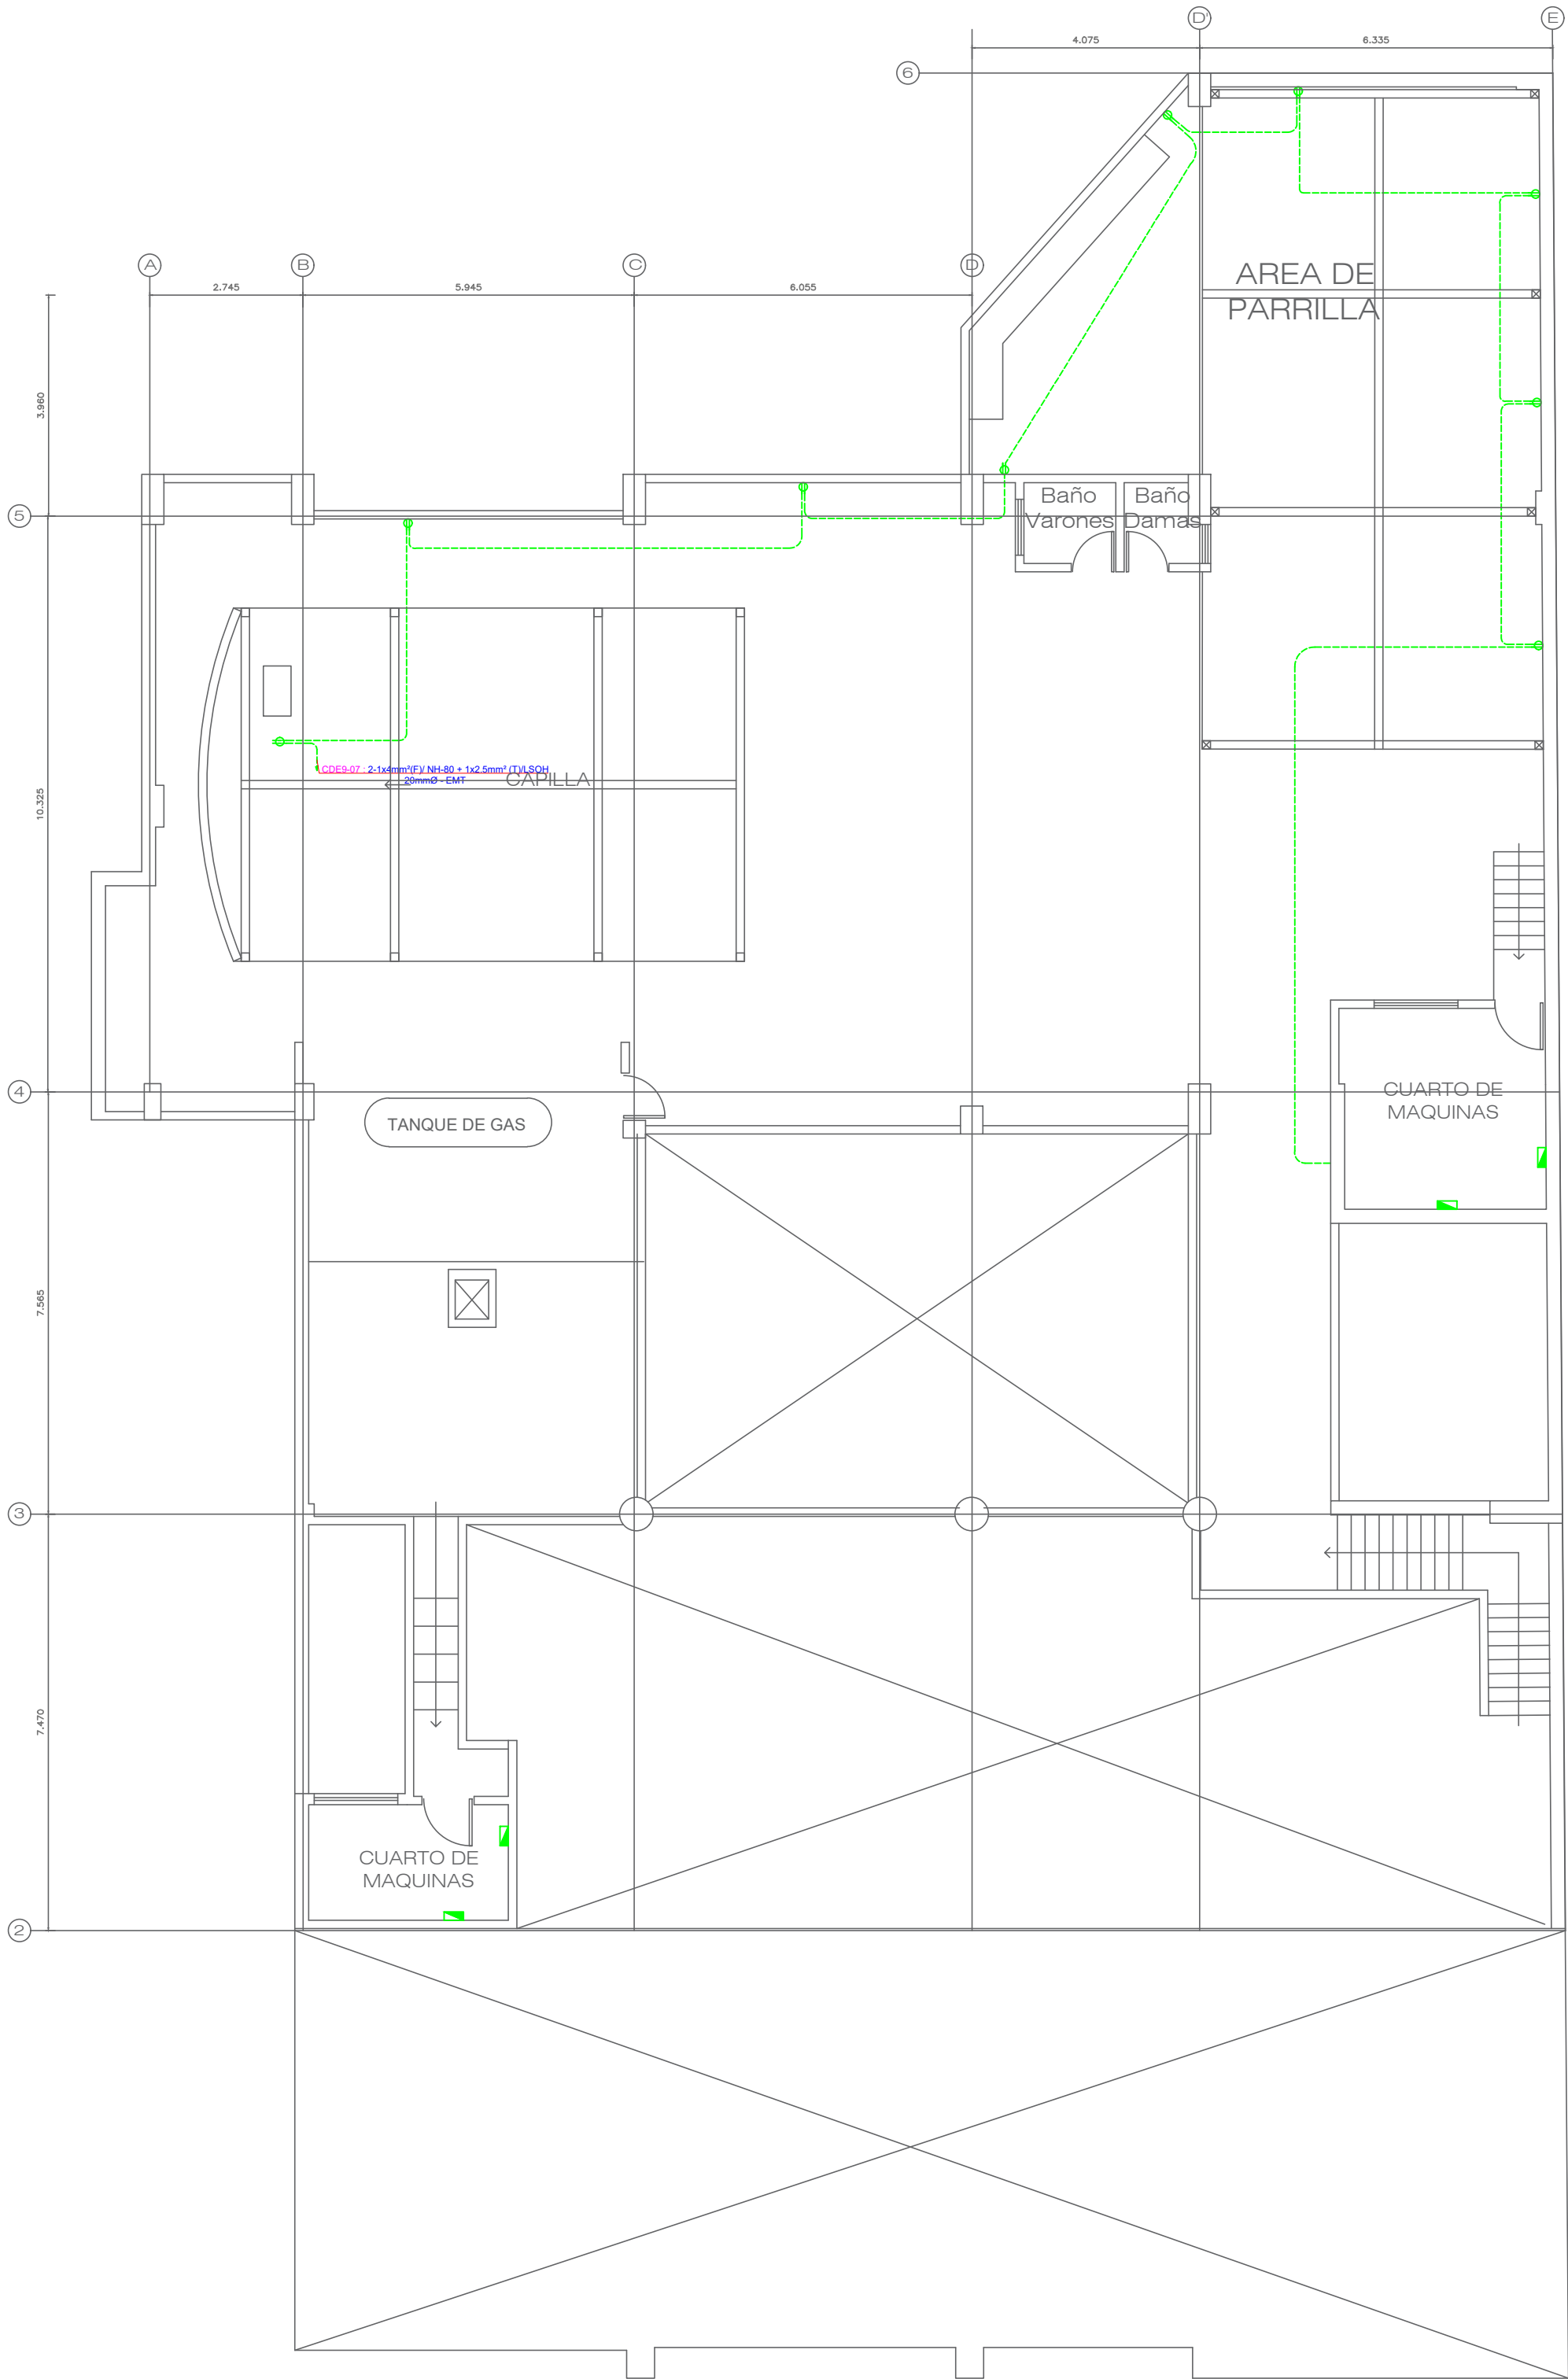 D'
E
4.075
6.335
6
A
B
C
D
2.745
5.945
6.055
AREA DE
PARRILLA
3.960
5
Baño
Varones
Baño
Damas
CDE9-07 : 2-1x4mm²(F)/ NH-80 + 1x2.5mm² (T)/LSOH
20mmØ - EMT
CAPILLA
10.325
4
TANQUE DE GAS
CUARTO DE
MAQUINAS
7.565
3
7.470
CUARTO DE
MAQUINAS
2